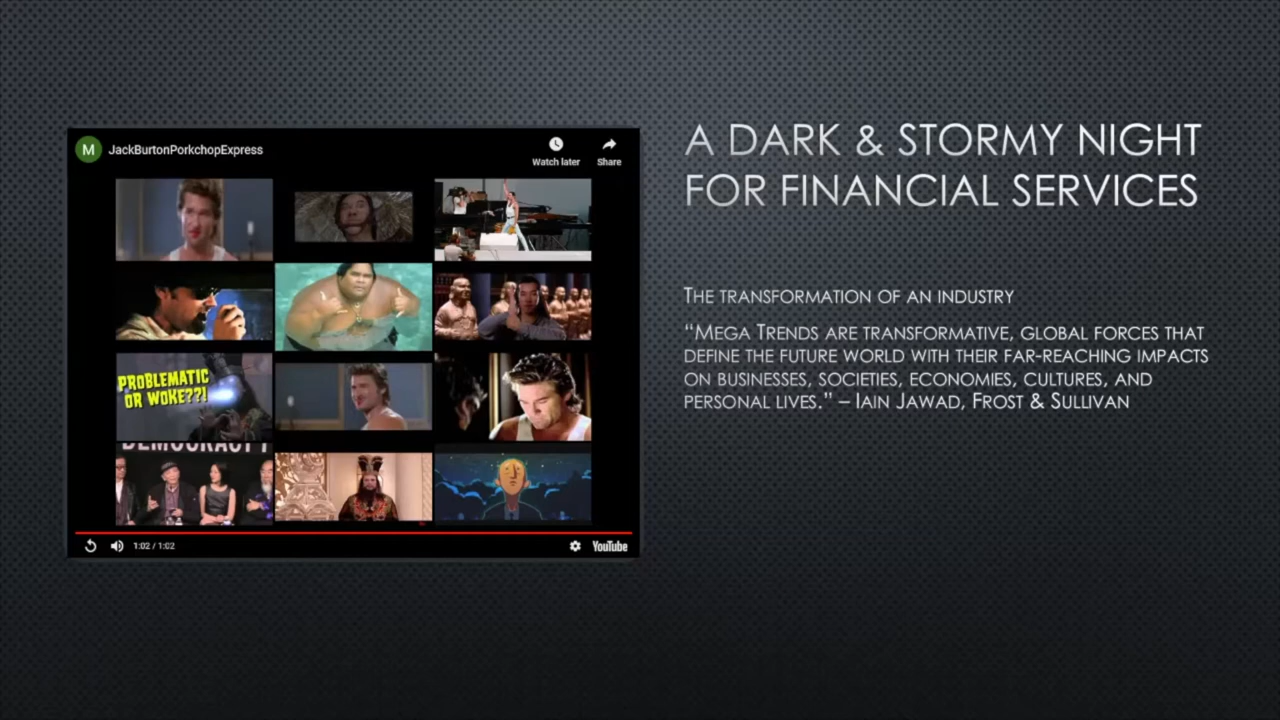 M JackBurtonPorkchopExpress
Watch later
Share
PROBLEMATIC
OR WOKE??!
DEMOCRACY
1:02 / 1:02
YouTube
A DARK & STORMY NIGHT
FOR FINANCIAL SERVICES
THE TRANSFORMATION OF AN INDUSTRY
“MEGA TRENDS ARE TRANSFORMATIVE, GLOBAL FORCES THAT
DEFINE THE FUTURE WORLD WITH THEIR FAR-REACHING IMPACTS
ON BUSINESSES, SOCIETIES, ECONOMIES, CULTURES, AND
PERSONAL LIVES.” – IAIN JAWAD, FROST & SULLIVAN